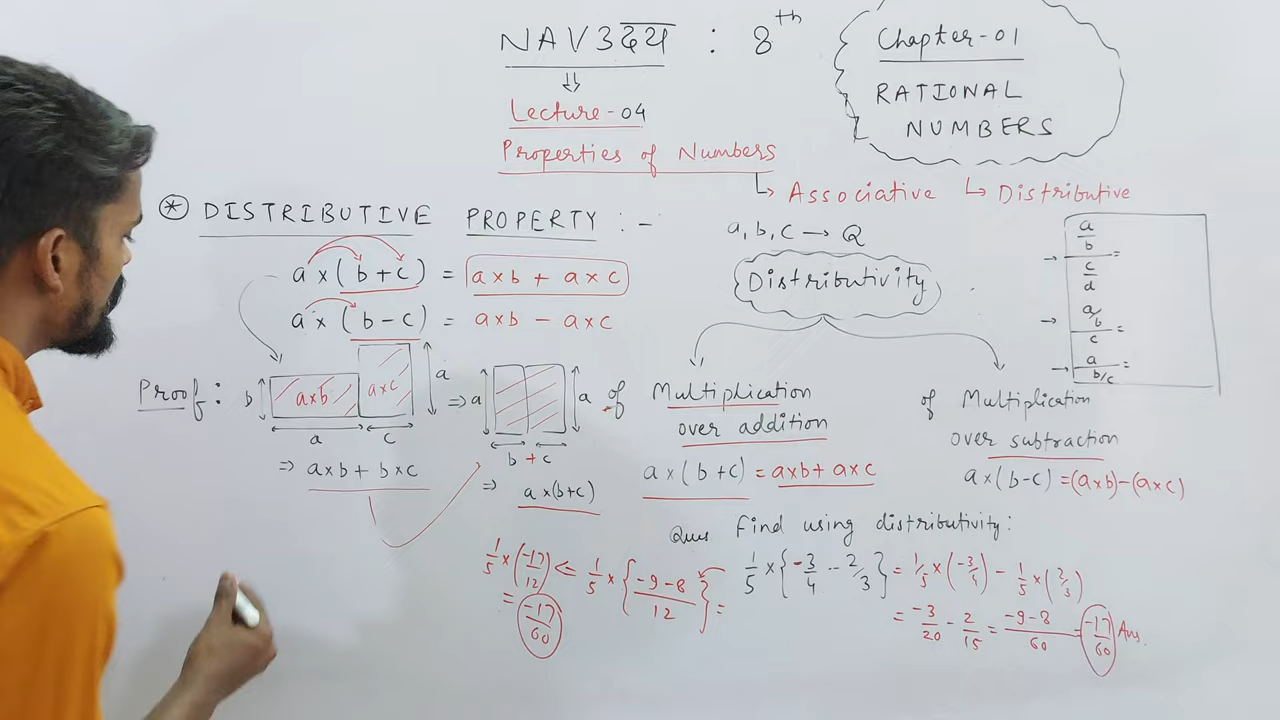 NAV3ददय : 8th
⇓
Lecture-04
Properties of Numbers
↳ Associative ↳ Distributive
Chapter-01
RATIONAL
NUMBERS
⊛ DISTRIBUTIVE PROPERTY :-
a × (b + c) = a×b + a×c
a × (b - c) = a×b - a×c
Proof :
b a×b a×c a
a c
⇒ a×b + b×c
⇒ a a
b + c
⇒ a×(b+c)
a, b, c → Q
Distributivity
of Multiplication
over addition
a × (b+c) = a×b + a×c
of Multiplication
over subtraction
a × (b-c) = (a×b)-(a×c)
→ a/b / c/d =
→ a/b / c =
→ a / b/c =
Ques Find using distributivity:
1/5 × {-3/4 - 2/3} = 1/5 × (-3/4) - 1/5 × (2/3)
= -3/20 - 2/15 = -9-8/60 = -17/60 Ans.
1/5 × (-17/12) ⇐ 1/5 × {-9-8/12} =
= -17/60